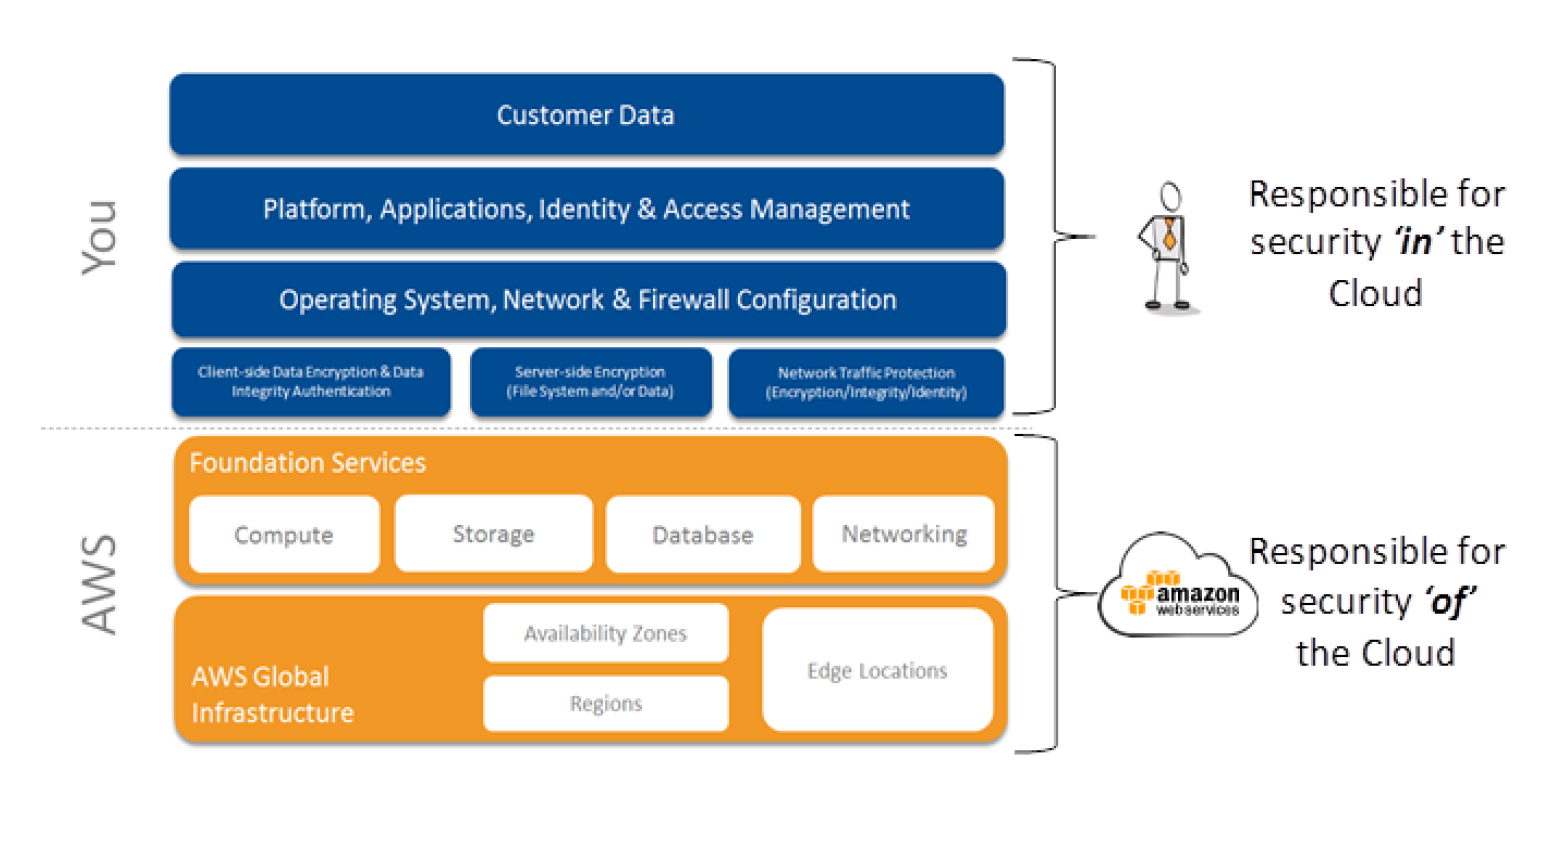 You
Customer Data
Platform, Applications, Identity & Access Management
Operating System, Network & Firewall Configuration
Client-side Data Encryption & Data
Integrity Authentication
Server-side Encryption
(File System and/or Data)
Network Traffic Protection
(Encryption/Integrity/Identity)
Responsible for
security ‘in’ the
Cloud
AWS
Foundation Services
Compute
Storage
Database
Networking
AWS Global
Infrastructure
Availability Zones
Regions
Edge Locations
amazon
webservices
Responsible for
security ‘of’
the Cloud